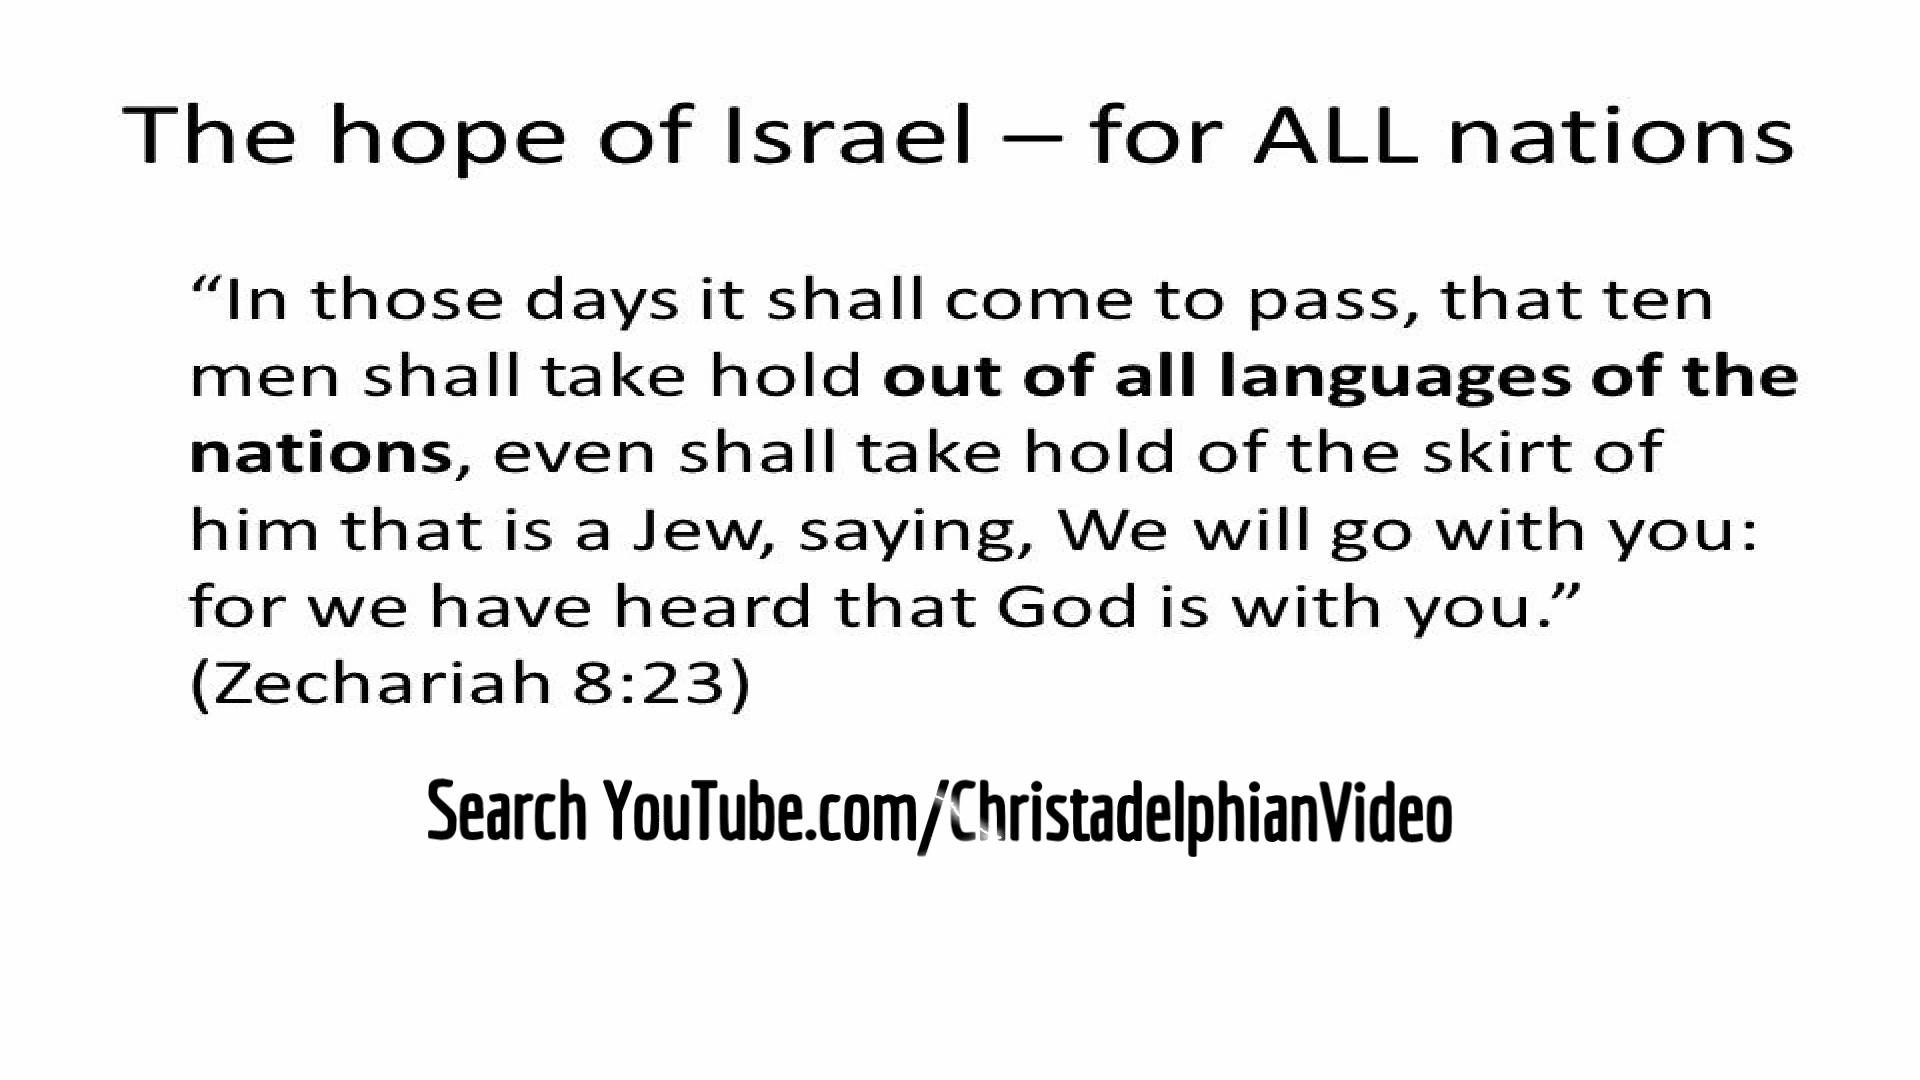 The hope of Israel – for ALL nations
“In those days it shall come to pass, that ten
men shall take hold out of all languages of the
nations, even shall take hold of the skirt of
him that is a Jew, saying, We will go with you:
for we have heard that God is with you.”
(Zechariah 8:23)
Search YouTube.com/ChristadelphianVideo